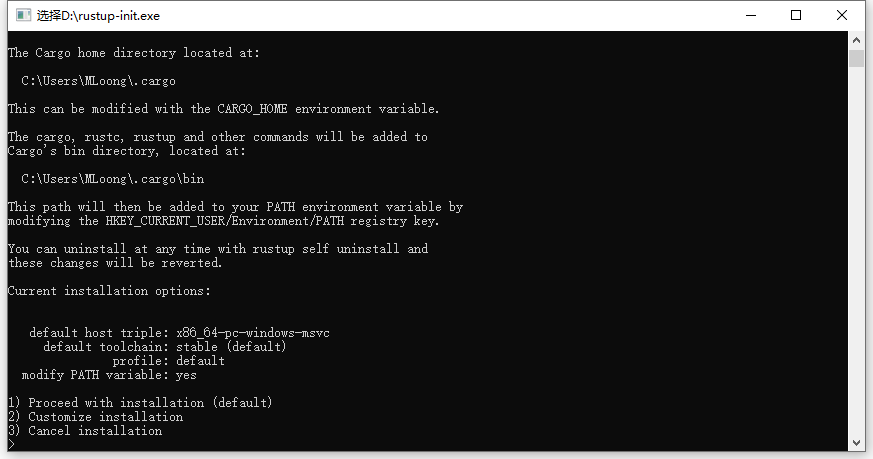 选择D:\rustup-init.exe
The Cargo home directory located at:
C:\Users\MLoong\.cargo
This can be modified with the CARGO_HOME environment variable.
The cargo, rustc, rustup and other commands will be added to
Cargo's bin directory, located at:
C:\Users\MLoong\.cargo\bin
This path will then be added to your PATH environment variable by
modifying the HKEY_CURRENT_USER/Environment/PATH registry key.
You can uninstall at any time with rustup self uninstall and
these changes will be reverted.
Current installation options:
default host triple: x86_64-pc-windows-msvc
default toolchain: stable (default)
profile: default
modify PATH variable: yes
1) Proceed with installation (default)
2) Customize installation
3) Cancel installation
>